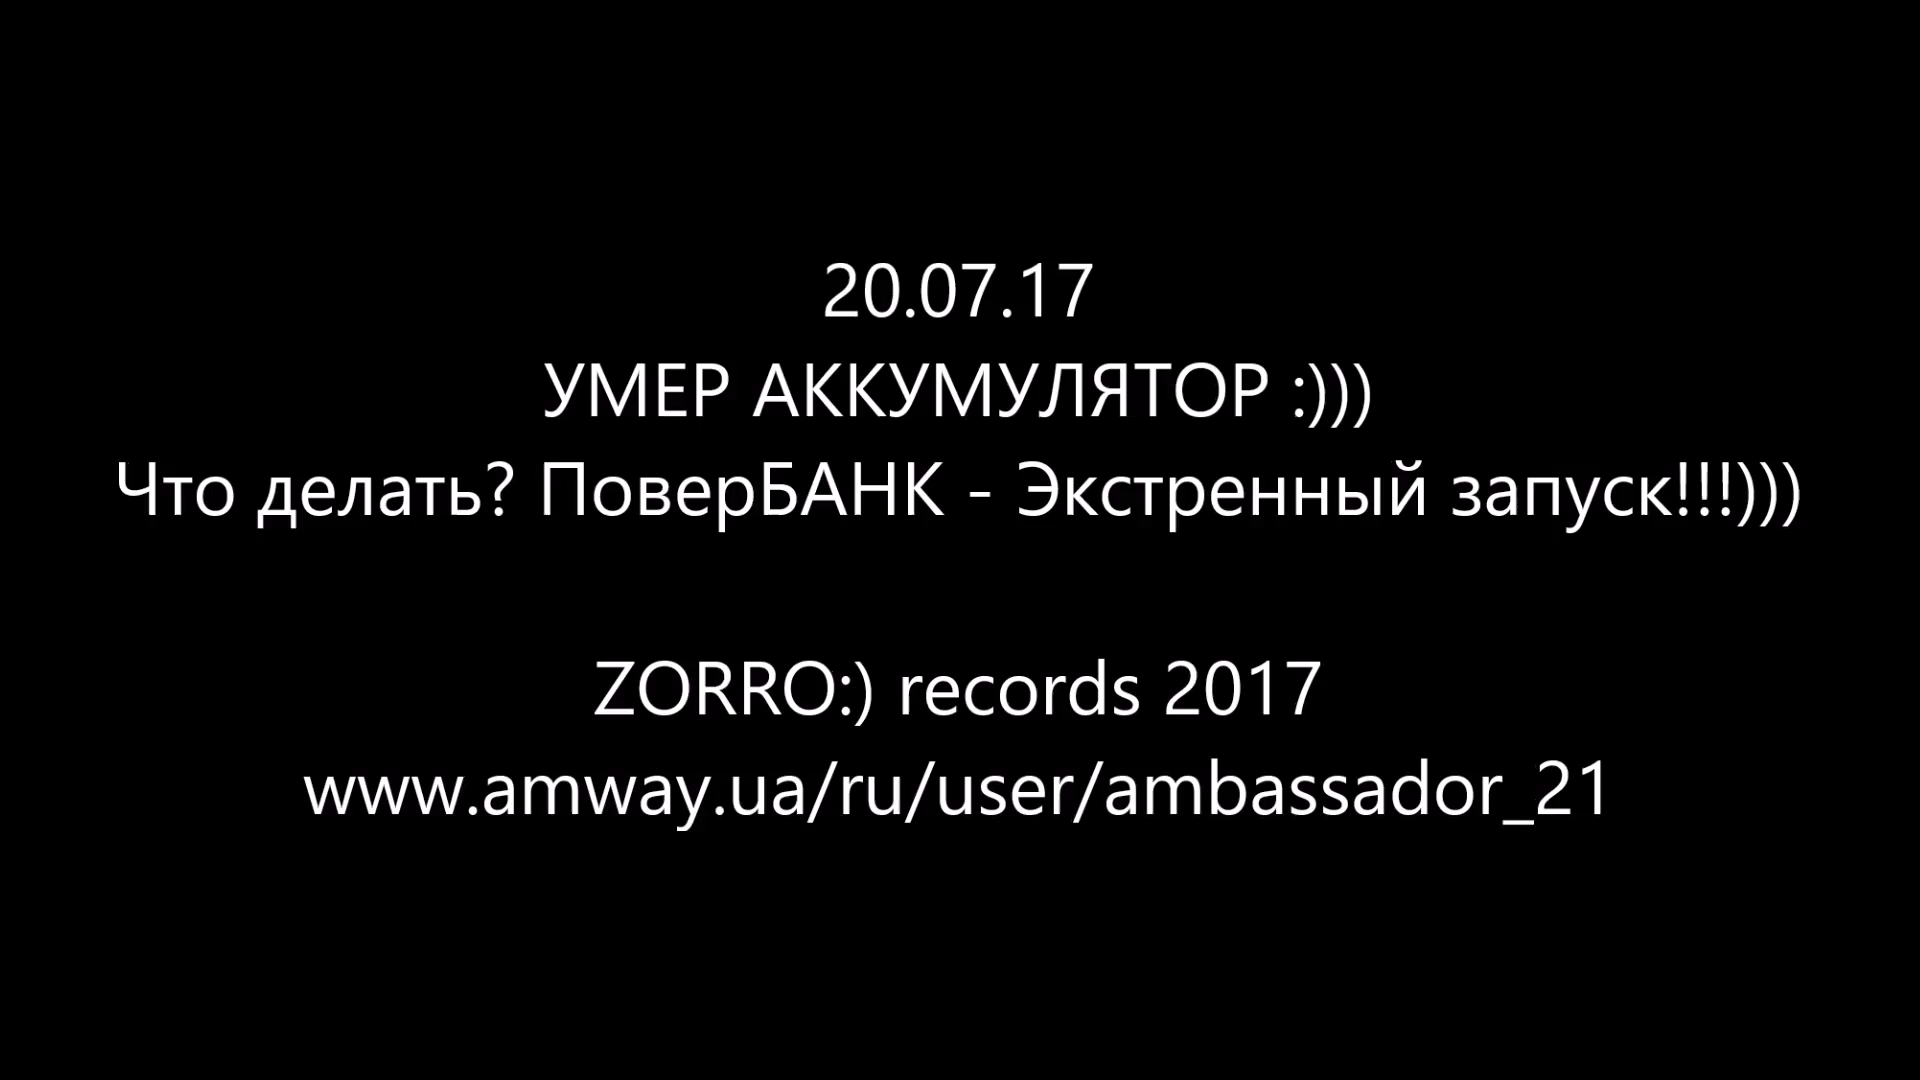 20.07.17
УМЕР АККУМУЛЯТОР :)))
Что делать? ПоверБАНК - Экстренный запуск!!!)))
ZORRO:) records 2017
www.amway.ua/ru/user/ambassador_21